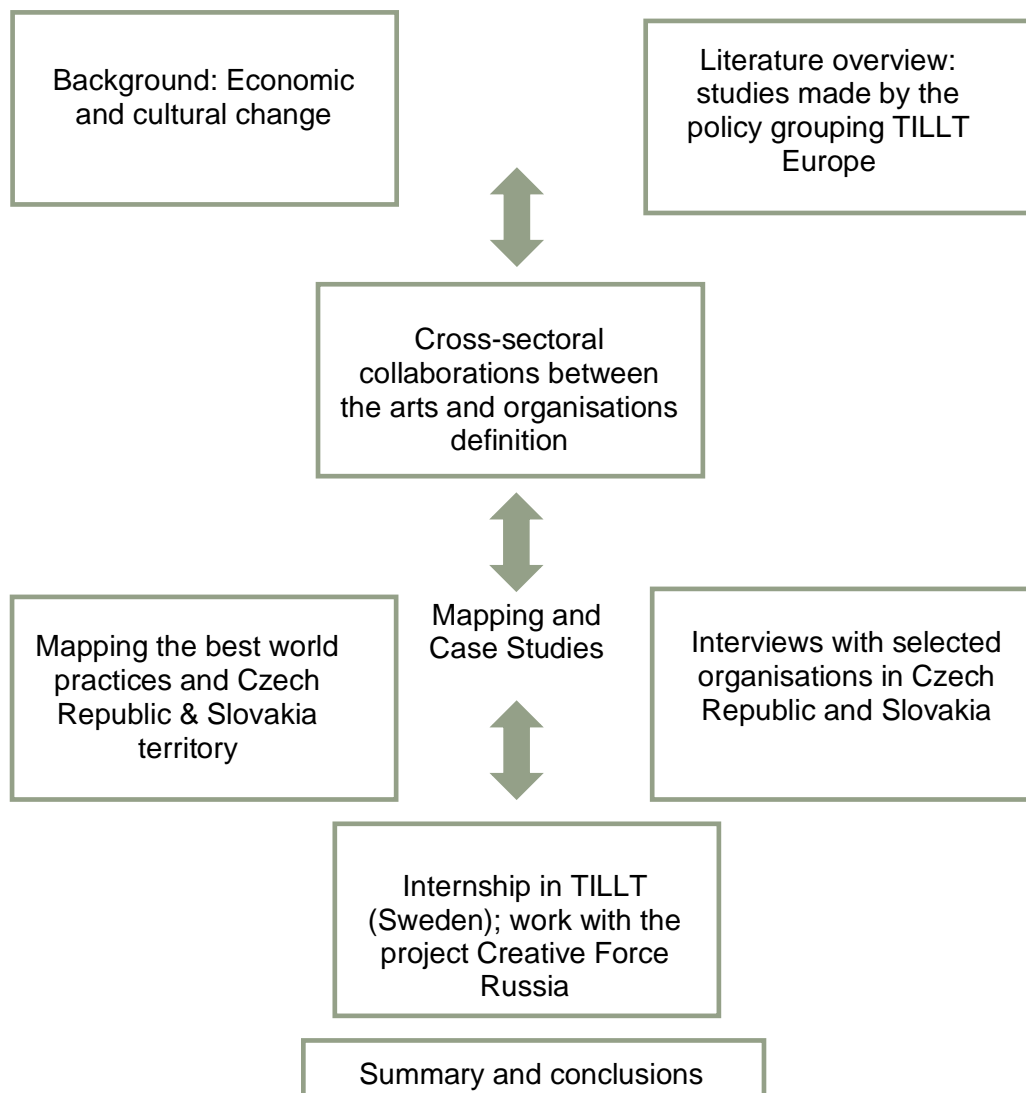 Background: Economic
and cultural change
Literature overview:
studies made by the
policy grouping TILLT
Europe
Cross-sectoral
collaborations between
the arts and organisations
definition
Mapping the best world
practices and Czech
Republic & Slovakia
territory
Mapping and
Case Studies
Interviews with selected
organisations in Czech
Republic and Slovakia
Internship in TILLT
(Sweden); work with the
project Creative Force
Russia
Summary and conclusions